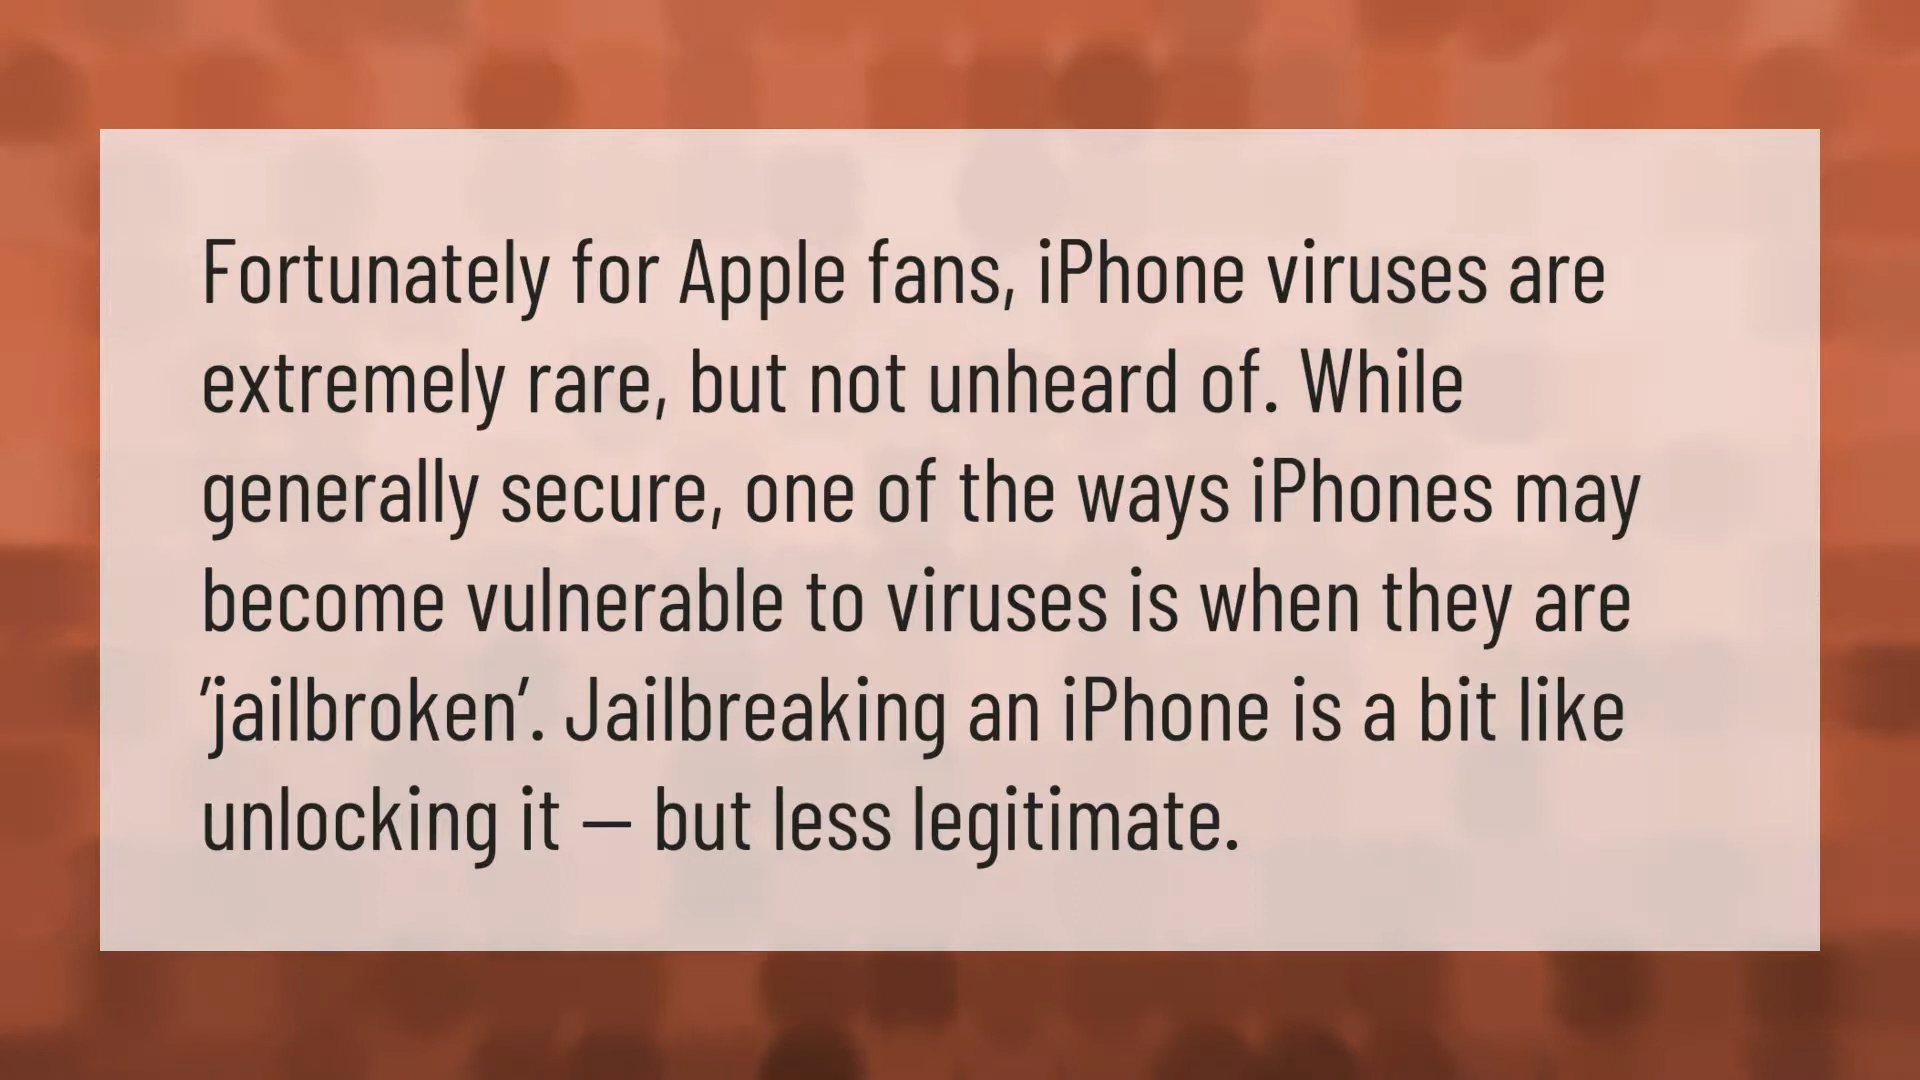 Fortunately for Apple fans, iPhone viruses are
extremely rare, but not unheard of. While
generally secure, one of the ways iPhones may
become vulnerable to viruses is when they are
'jailbroken'. Jailbreaking an iPhone is a bit like
unlocking it — but less legitimate.